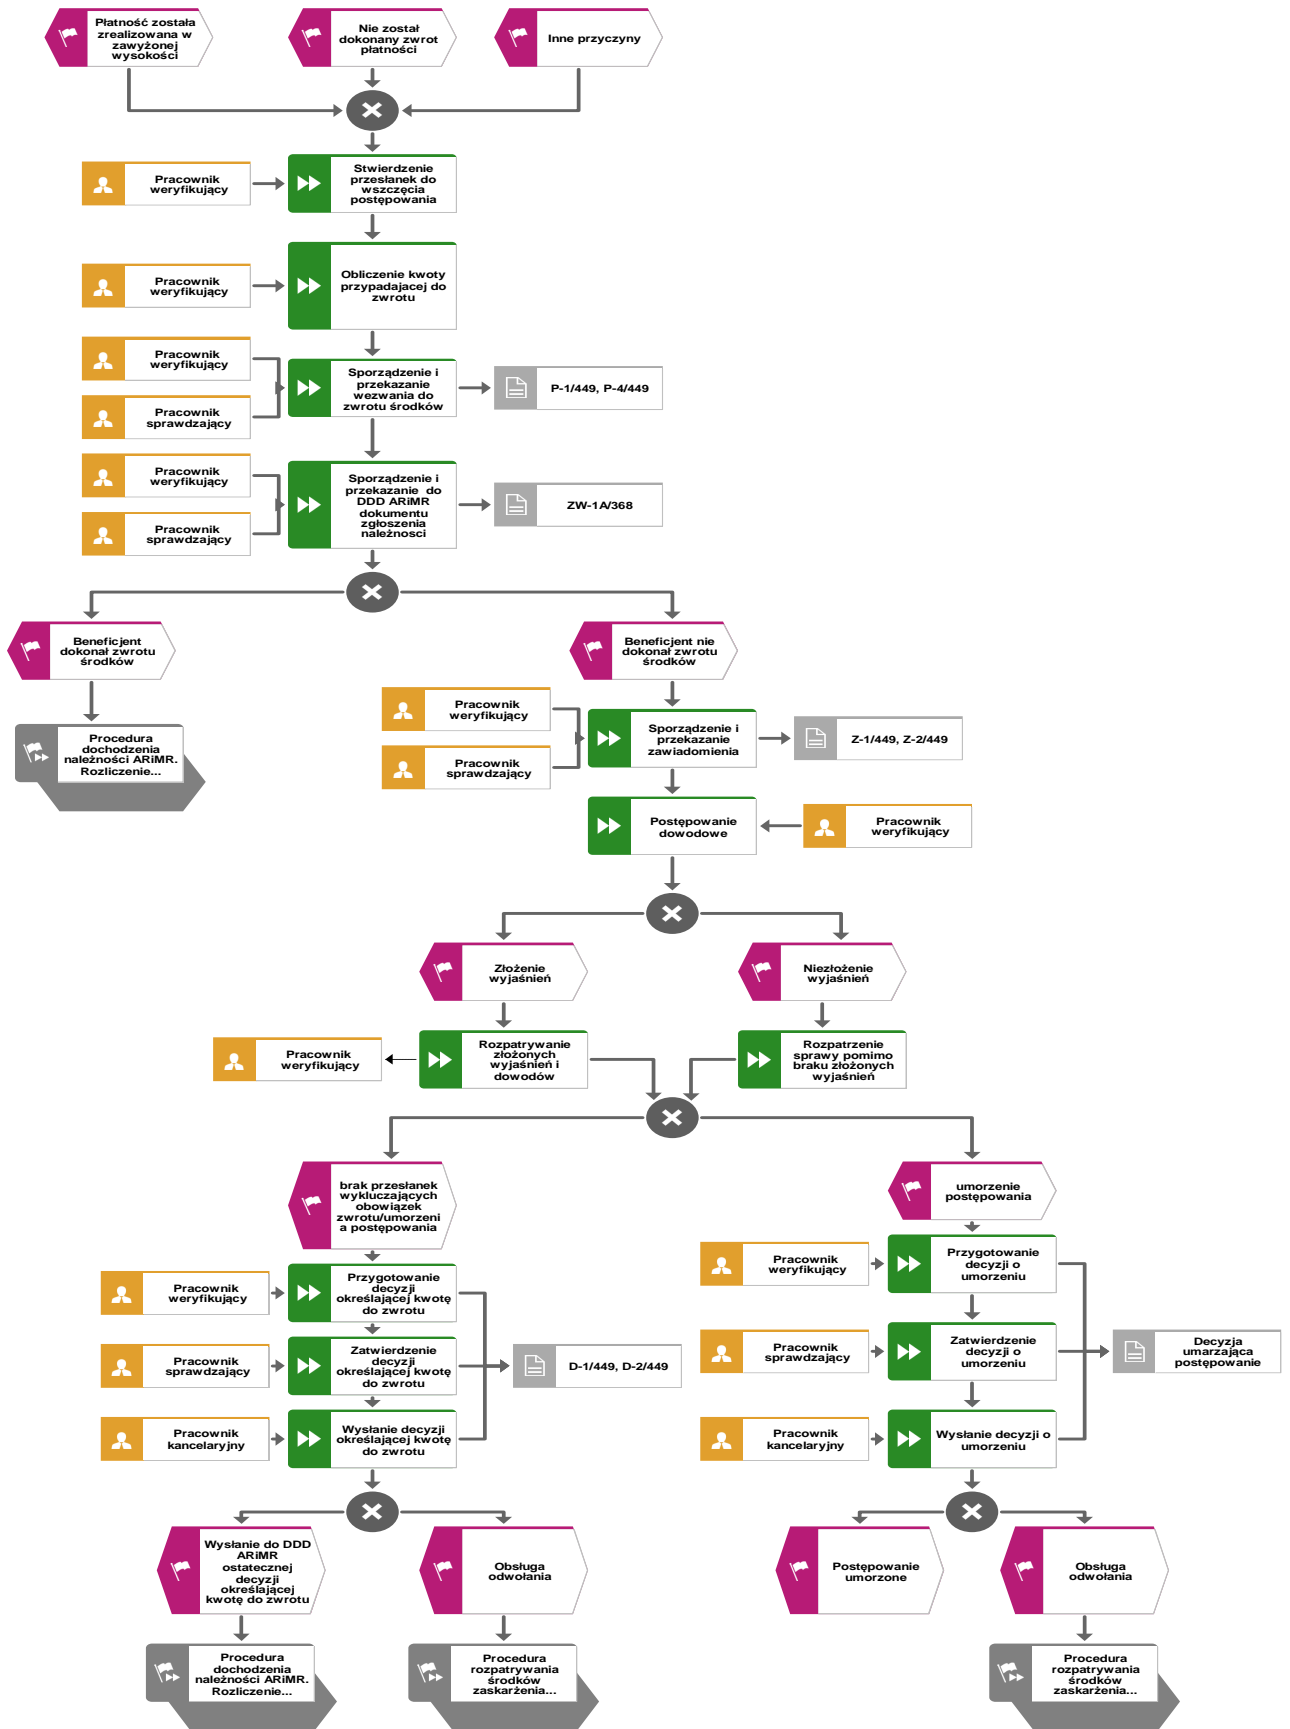 Płatność została
zrealizowana w
zawyżonej
wysokości
Nie został
dokonany zwrot
płatności
Inne przyczyny
Pracownik
weryfikujący
Stwierdzenie
przesłanek do
wszczęcia
postępowania
Pracownik
weryfikujący
Obliczenie kwoty
przypadajacej do
zwrotu
Pracownik
weryfikujący
Pracownik
sprawdzający
Sporządzenie i
przekazanie
wezwania do
zwrotu środków
P-1/449, P-4/449
Pracownik
weryfikujący
Pracownik
sprawdzający
Sporządzenie i
przekazanie do
DDD ARiMR
dokumentu
zgłoszenia
należnosci
ZW-1A/368
Beneficjent
dokonał zwrotu
środków
Beneficjent nie
dokonał zwrotu
środków
Procedura
dochodzenia
należności ARiMR.
Rozliczenie...
Pracownik
weryfikujący
Pracownik
sprawdzający
Sporządzenie i
przekazanie
zawiadomienia
Z-1/449, Z-2/449
Postępowanie
dowodowe
Pracownik
weryfikujący
Złożenie
wyjaśnień
Niezłożenie
wyjaśnień
Pracownik
weryfikujący
Rozpatrywanie
złożonych
wyjaśnień i
dowodów
Rozpatrzenie
sprawy pomimo
braku złożonych
wyjaśnień
brak przesłanek
wykluczających
obowiązek
zwrotu/umorzeni
a postępowania
umorzenie
postępowania
Pracownik
weryfikujący
Przygotowanie
decyzji
określającej kwotę
do zwrotu
Pracownik
sprawdzający
Zatwierdzenie
decyzji
określającej kwotę
do zwrotu
D-1/449, D-2/449
Pracownik
kancelaryjny
Wysłanie decyzji
określającej kwotę
do zwrotu
Pracownik
weryfikujący
Przygotowanie
decyzji o
umorzeniu
Pracownik
sprawdzający
Zatwierdzenie
decyzji o
umorzeniu
Decyzja
umarzająca
postępowanie
Pracownik
kancelaryjny
Wysłanie decyzji o
umorzeniu
Wysłanie do DDD
ARiMR
ostatecznej
decyzji
określającej
kwotę do zwrotu
Obsługa
odwołania
Postępowanie
umorzone
Obsługa
odwołania
Procedura
dochodzenia
należności ARiMR.
Rozliczenie...
Procedura
rozpatrywania
środków
zaskarżenia...
Procedura
rozpatrywania
środków
zaskarżenia...